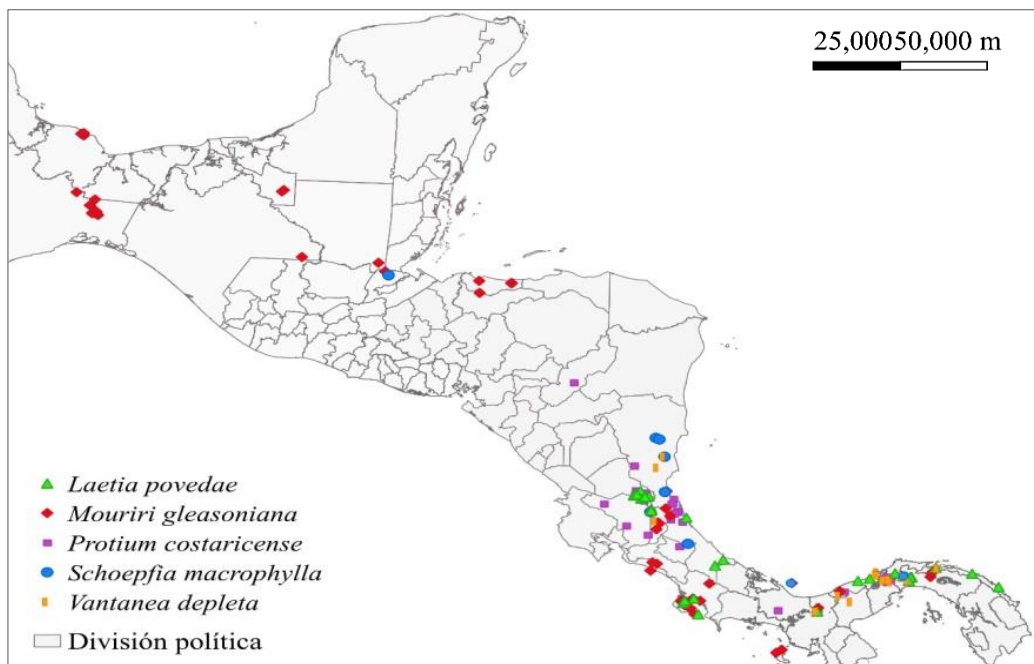 25,00050,000 m
Laetia povedae
Mouriri gleasoniana
Protium costaricense
Schoepfia macrophylla
Vantanea depleta
División política